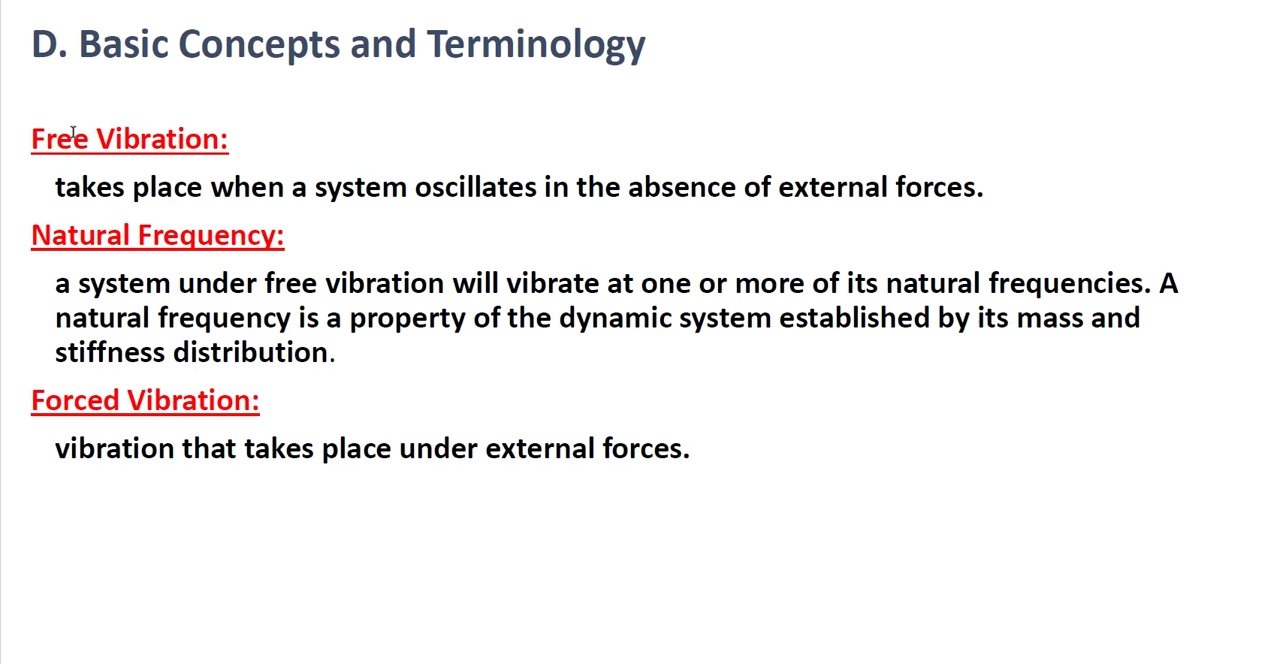 D. Basic Concepts and Terminology
Free Vibration:
takes place when a system oscillates in the absence of external forces.
Natural Frequency:
a system under free vibration will vibrate at one or more of its natural frequencies. A
natural frequency is a property of the dynamic system established by its mass and
stiffness distribution.
Forced Vibration:
vibration that takes place under external forces.